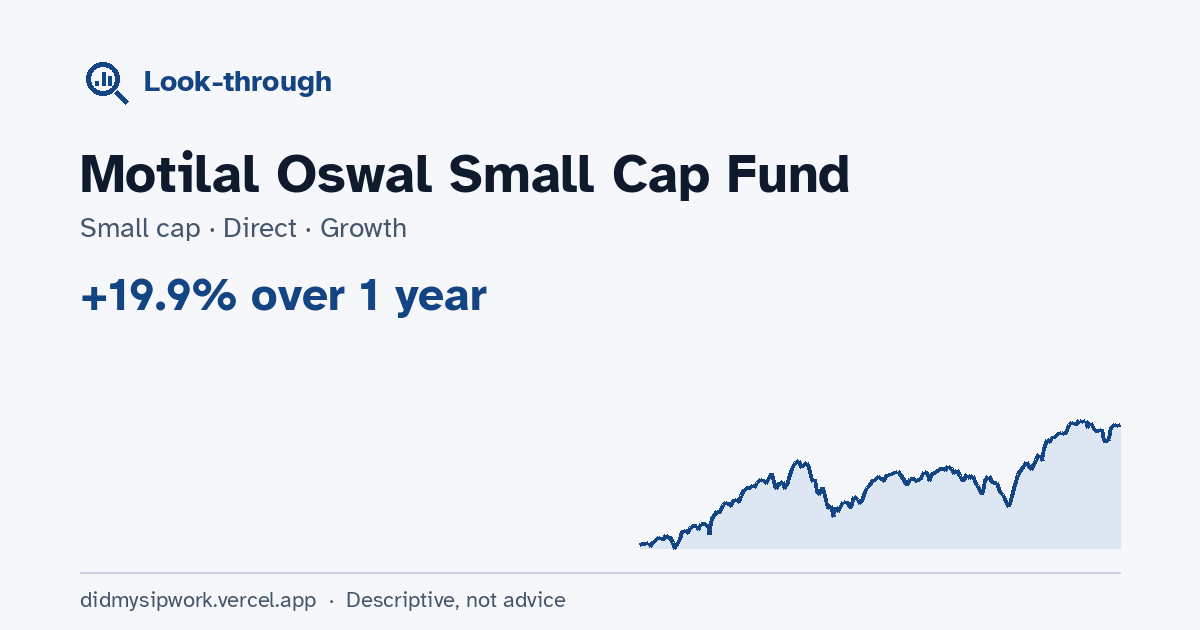 Look-through
Motilal Oswal Small Cap Fund
Small cap · Direct · Growth
+19.9% over 1 year
didmysipwork.vercel.app · Descriptive, not advice